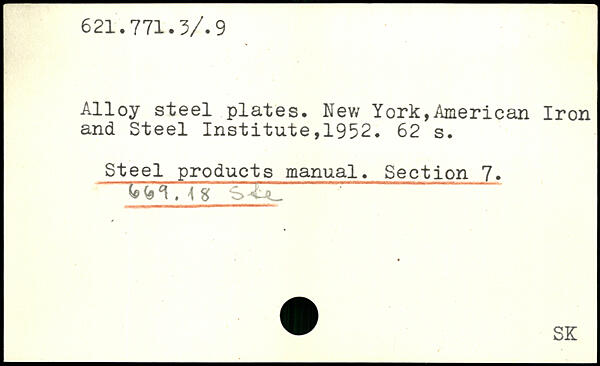 621.771.3/.9
Alloy steel plates. New York,American Iron
and Steel Institute,1952. 62 s.
Steel products manual. Section 7.
669.18 Ste
SK